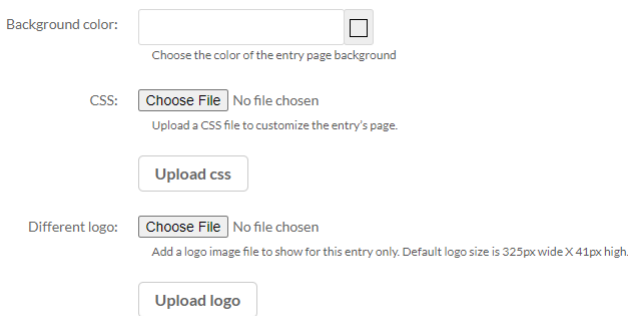 Background color:
Choose the color of the entry page background
CSS: Choose File No file chosen
Upload a CSS file to customize the entry's page.
Upload css
Different logo: Choose File No file chosen
Add a logo image file to show for this entry only. Default logo size is 325px wide X 41px high.
Upload logo